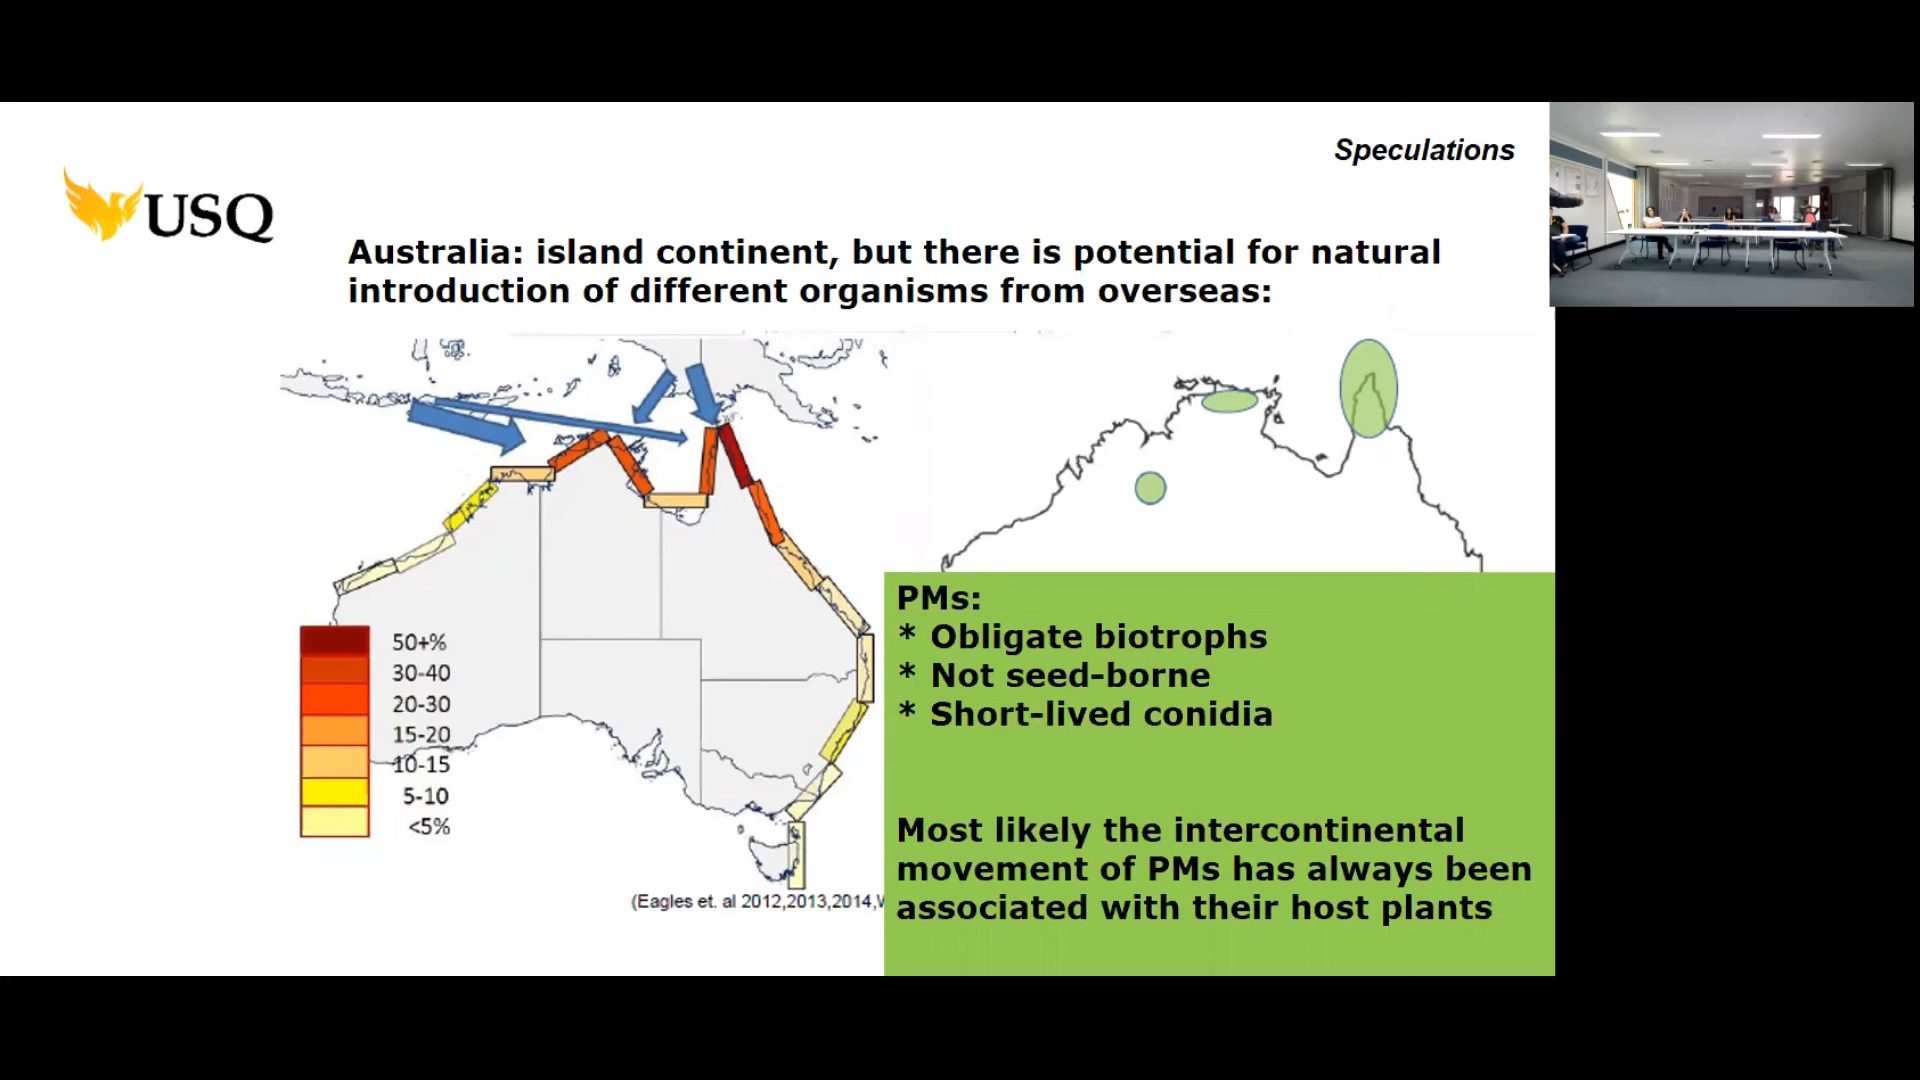 Speculations
USQ
Australia: island continent, but there is potential for natural
introduction of different organisms from overseas:
50+%
30-40
20-30
15-20
10-15
5-10
<5%
(Eagles et. al 2012,2013,2014,
PMs:
* Obligate biotrophs
* Not seed-borne
* Short-lived conidia
Most likely the intercontinental
movement of PMs has always been
associated with their host plants